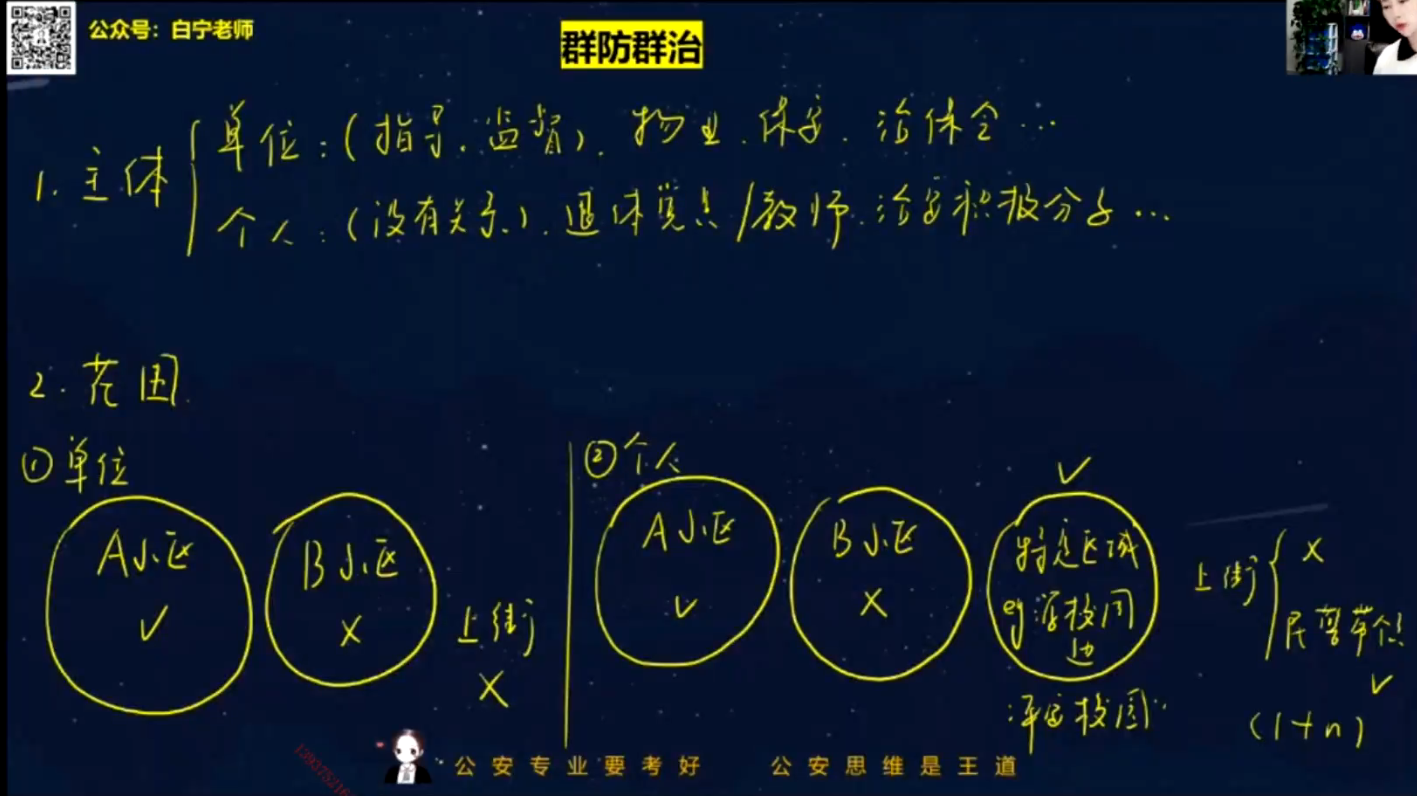 公众号：白宁老师
群防群治
1. 主体
单位：(指导、监督)、物业、保安、治保会…
个人：(没有关系)、退休党员/教师、治安积极分子…
2. 范围
①单位
A小区 ✓
B小区 ×
上街 ×
②个人
A小区 ✓
B小区 ×
✓
特定区域
eg 学校周边
平安校园
上街 ×
民警带个人 ✓
(1+n)
公安专业要考好 公安思维是王道